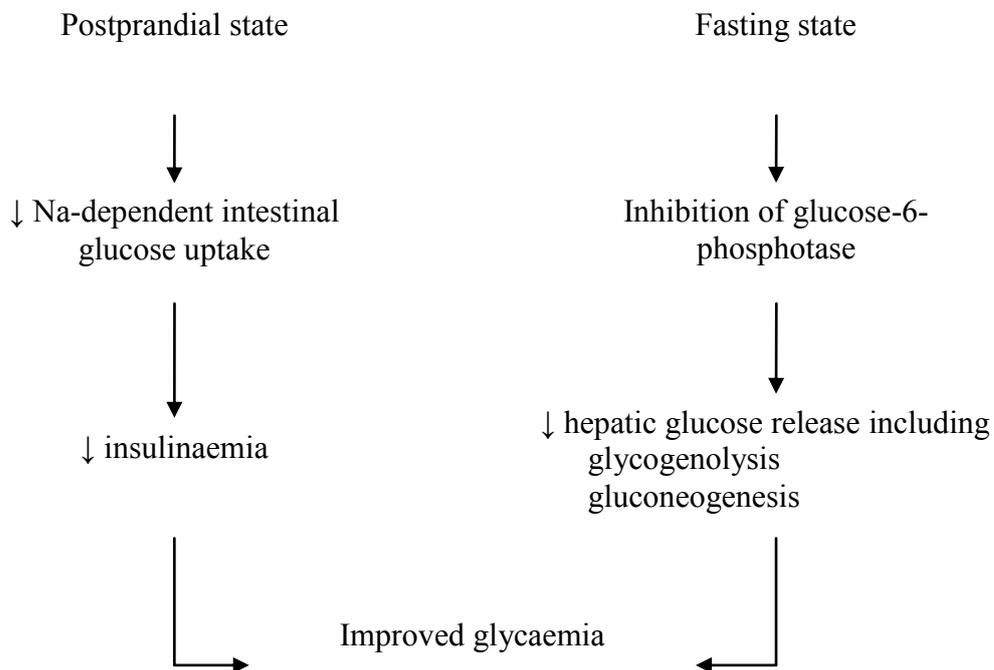 Postprandial state
Fasting state
↓ Na-dependent intestinal
glucose uptake
Inhibition of glucose-6-
phosphotase
↓ insulinaemia
↓ hepatic glucose release including
glycogenolysis
gluconeogenesis
Improved glycaemia